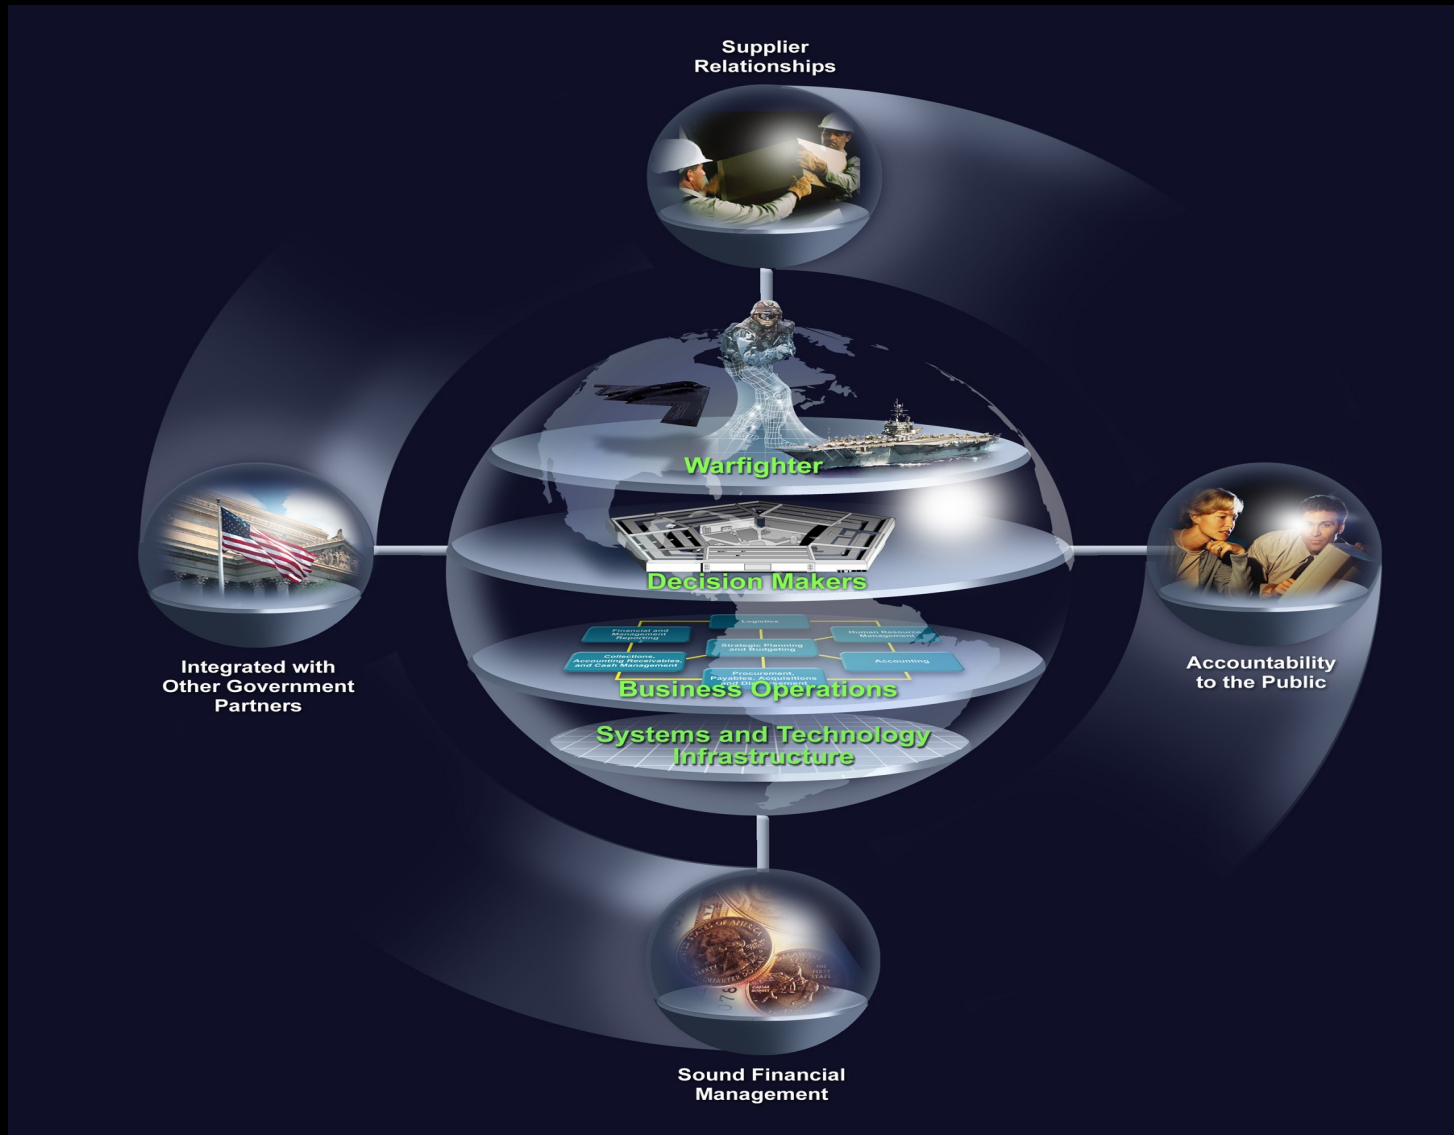 Supplier
Relationships
Warfighter
Decision Makers
Logistics
Financial and
Management
Reporting
Human Resource
Management
Strategic Planning
and Budgeting
Collections,
Accounting Receivables,
and Cash Management
Accounting
Procurement,
Payables, Acquisitions
and
Business Operations
Systems and Technology
Infrastructure
Integrated with
Other Government
Partners
Accountability
to the Public
Sound Financial
Management